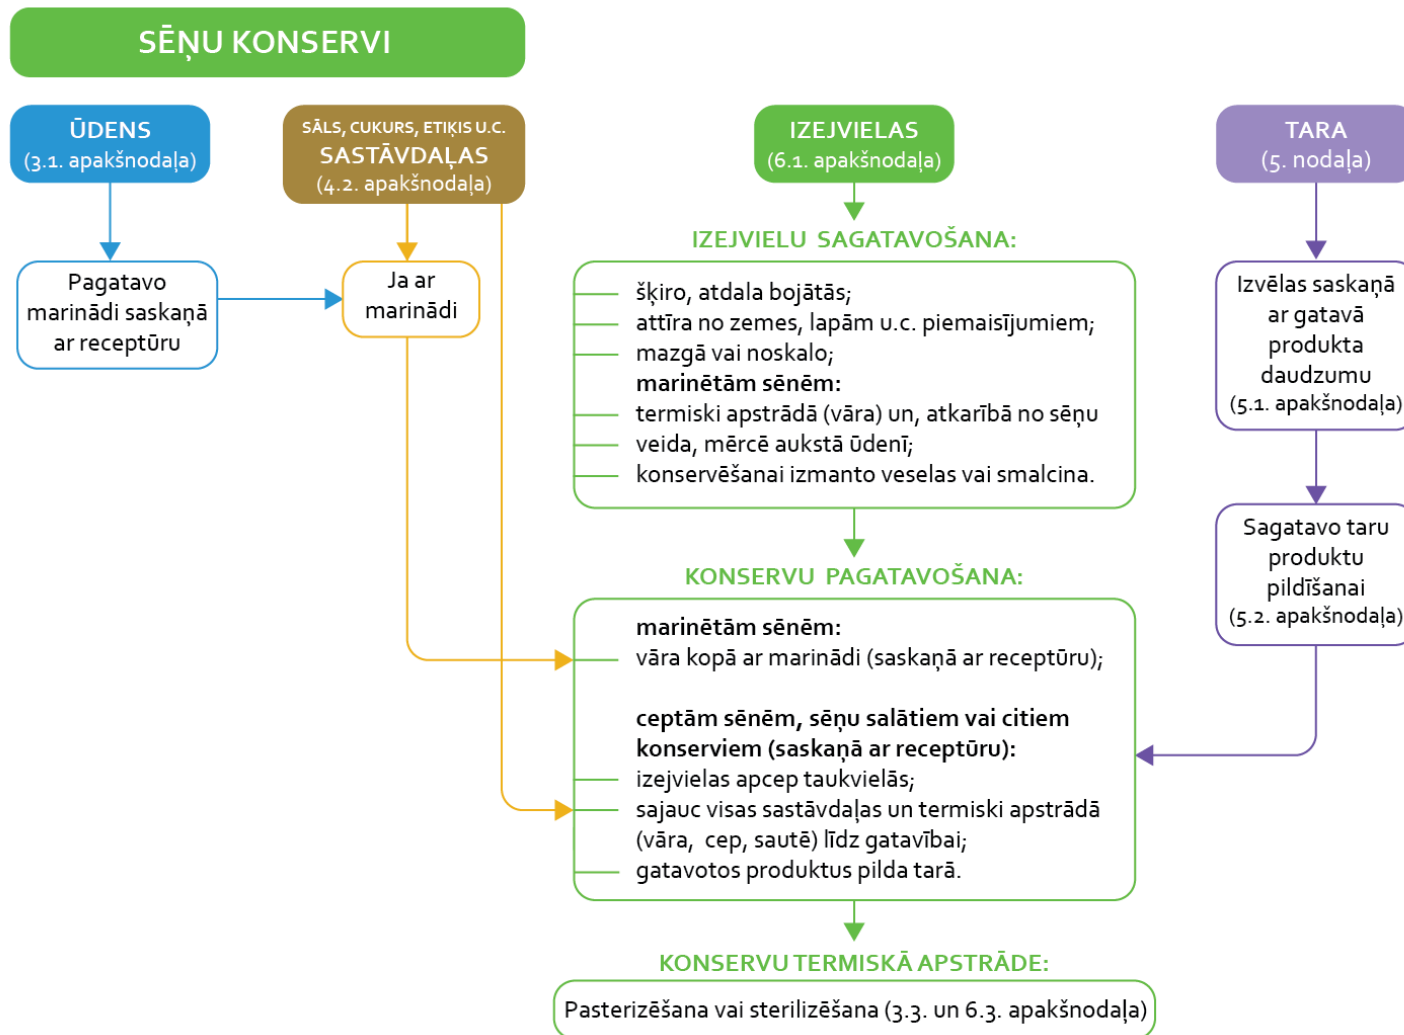 SĒŅU KONSERVI
ŪDENS
(3.1. apakšnodaļa)
SĀLS, CUKURS, ETIĶIS U.C.
SASTĀVDAĻAS
(4.2. apakšnodaļa)
IZEJVIELAS
(6.1. apakšnodaļa)
TARA
(5. nodaļa)
Pagatavo
marinādi saskaņā
ar receptūru
Ja ar
marinādi
IZEJVIELU SAGATAVOŠANA:
šķiro, atdala bojātās;
attīra no zemes, lapām u.c. piemaisījumiem;
mazgā vai noskalo;
marinētām sēnēm:
termiski apstrādā (vāra) un, atkarībā no sēņu
veida, mērcē aukstā ūdenī;
konservēšanai izmanto veselas vai smalcina.
Izvēlas saskaņā
ar gatavā
produkta
daudzumu
(5.1. apakšnodaļa)
Sagatavo taru
produktu
pildīšanai
(5.2. apakšnodaļa)
KONSERVU PAGATAVOŠANA:
marinētām sēnēm:
vāra kopā ar marinādi (saskaņā ar receptūru);
ceptām sēnēm, sēņu salātiem vai citiem
konserviem (saskaņā ar receptūru):
izejvielas apcep taukvielās;
sajauc visas sastāvdaļas un termiski apstrādā
(vāra, cep, sautē) līdz gatavībai;
gatavotos produktus pilda tarā.
KONSERVU TERMISKĀ APSTRĀDE:
Pasterizēšana vai sterilizēšana (3.3. un 6.3. apakšnodaļa)